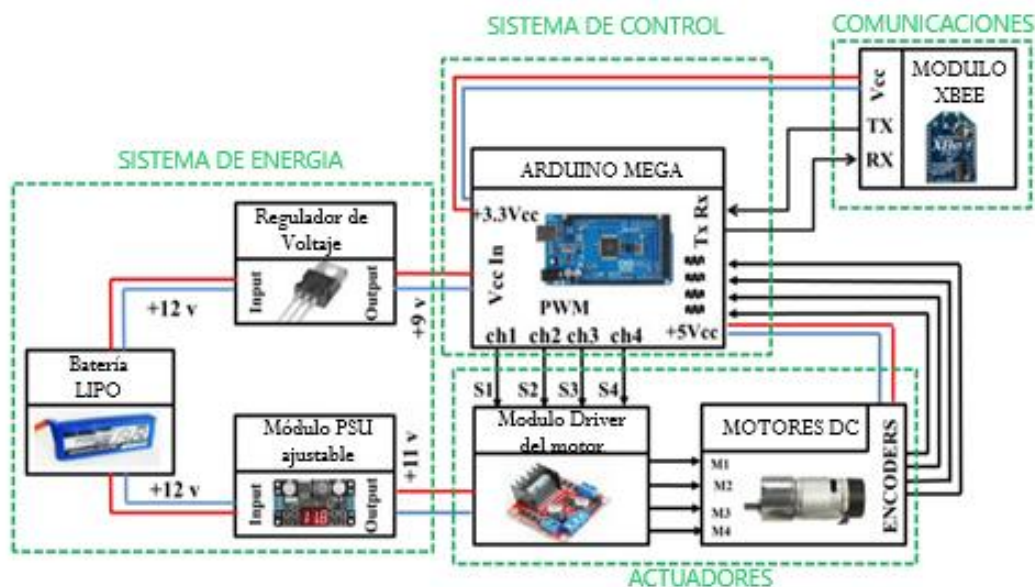 SISTEMA DE CONTROL
COMUNICACIONES
MODULO
XBEE
Vcc
TX
RX
XBee
SISTEMA DE ENERGIA
ARDUINO MEGA
+3.3Vcc
Vcc In
Tx Rx
PWM
ch1 ch2 ch3 ch4
+5Vcc
Regulador de
Voltaje
Input
Output
+12 v
+9 v
Batería
LIPO
Módulo PSU
ajustable
Input
Output
+12 v
+11 v
S1 S2 S3 S4
Modulo Driver
del motor
MOTORES DC
M1
M2
M3
M4
ENCODERS
ACTUADORES